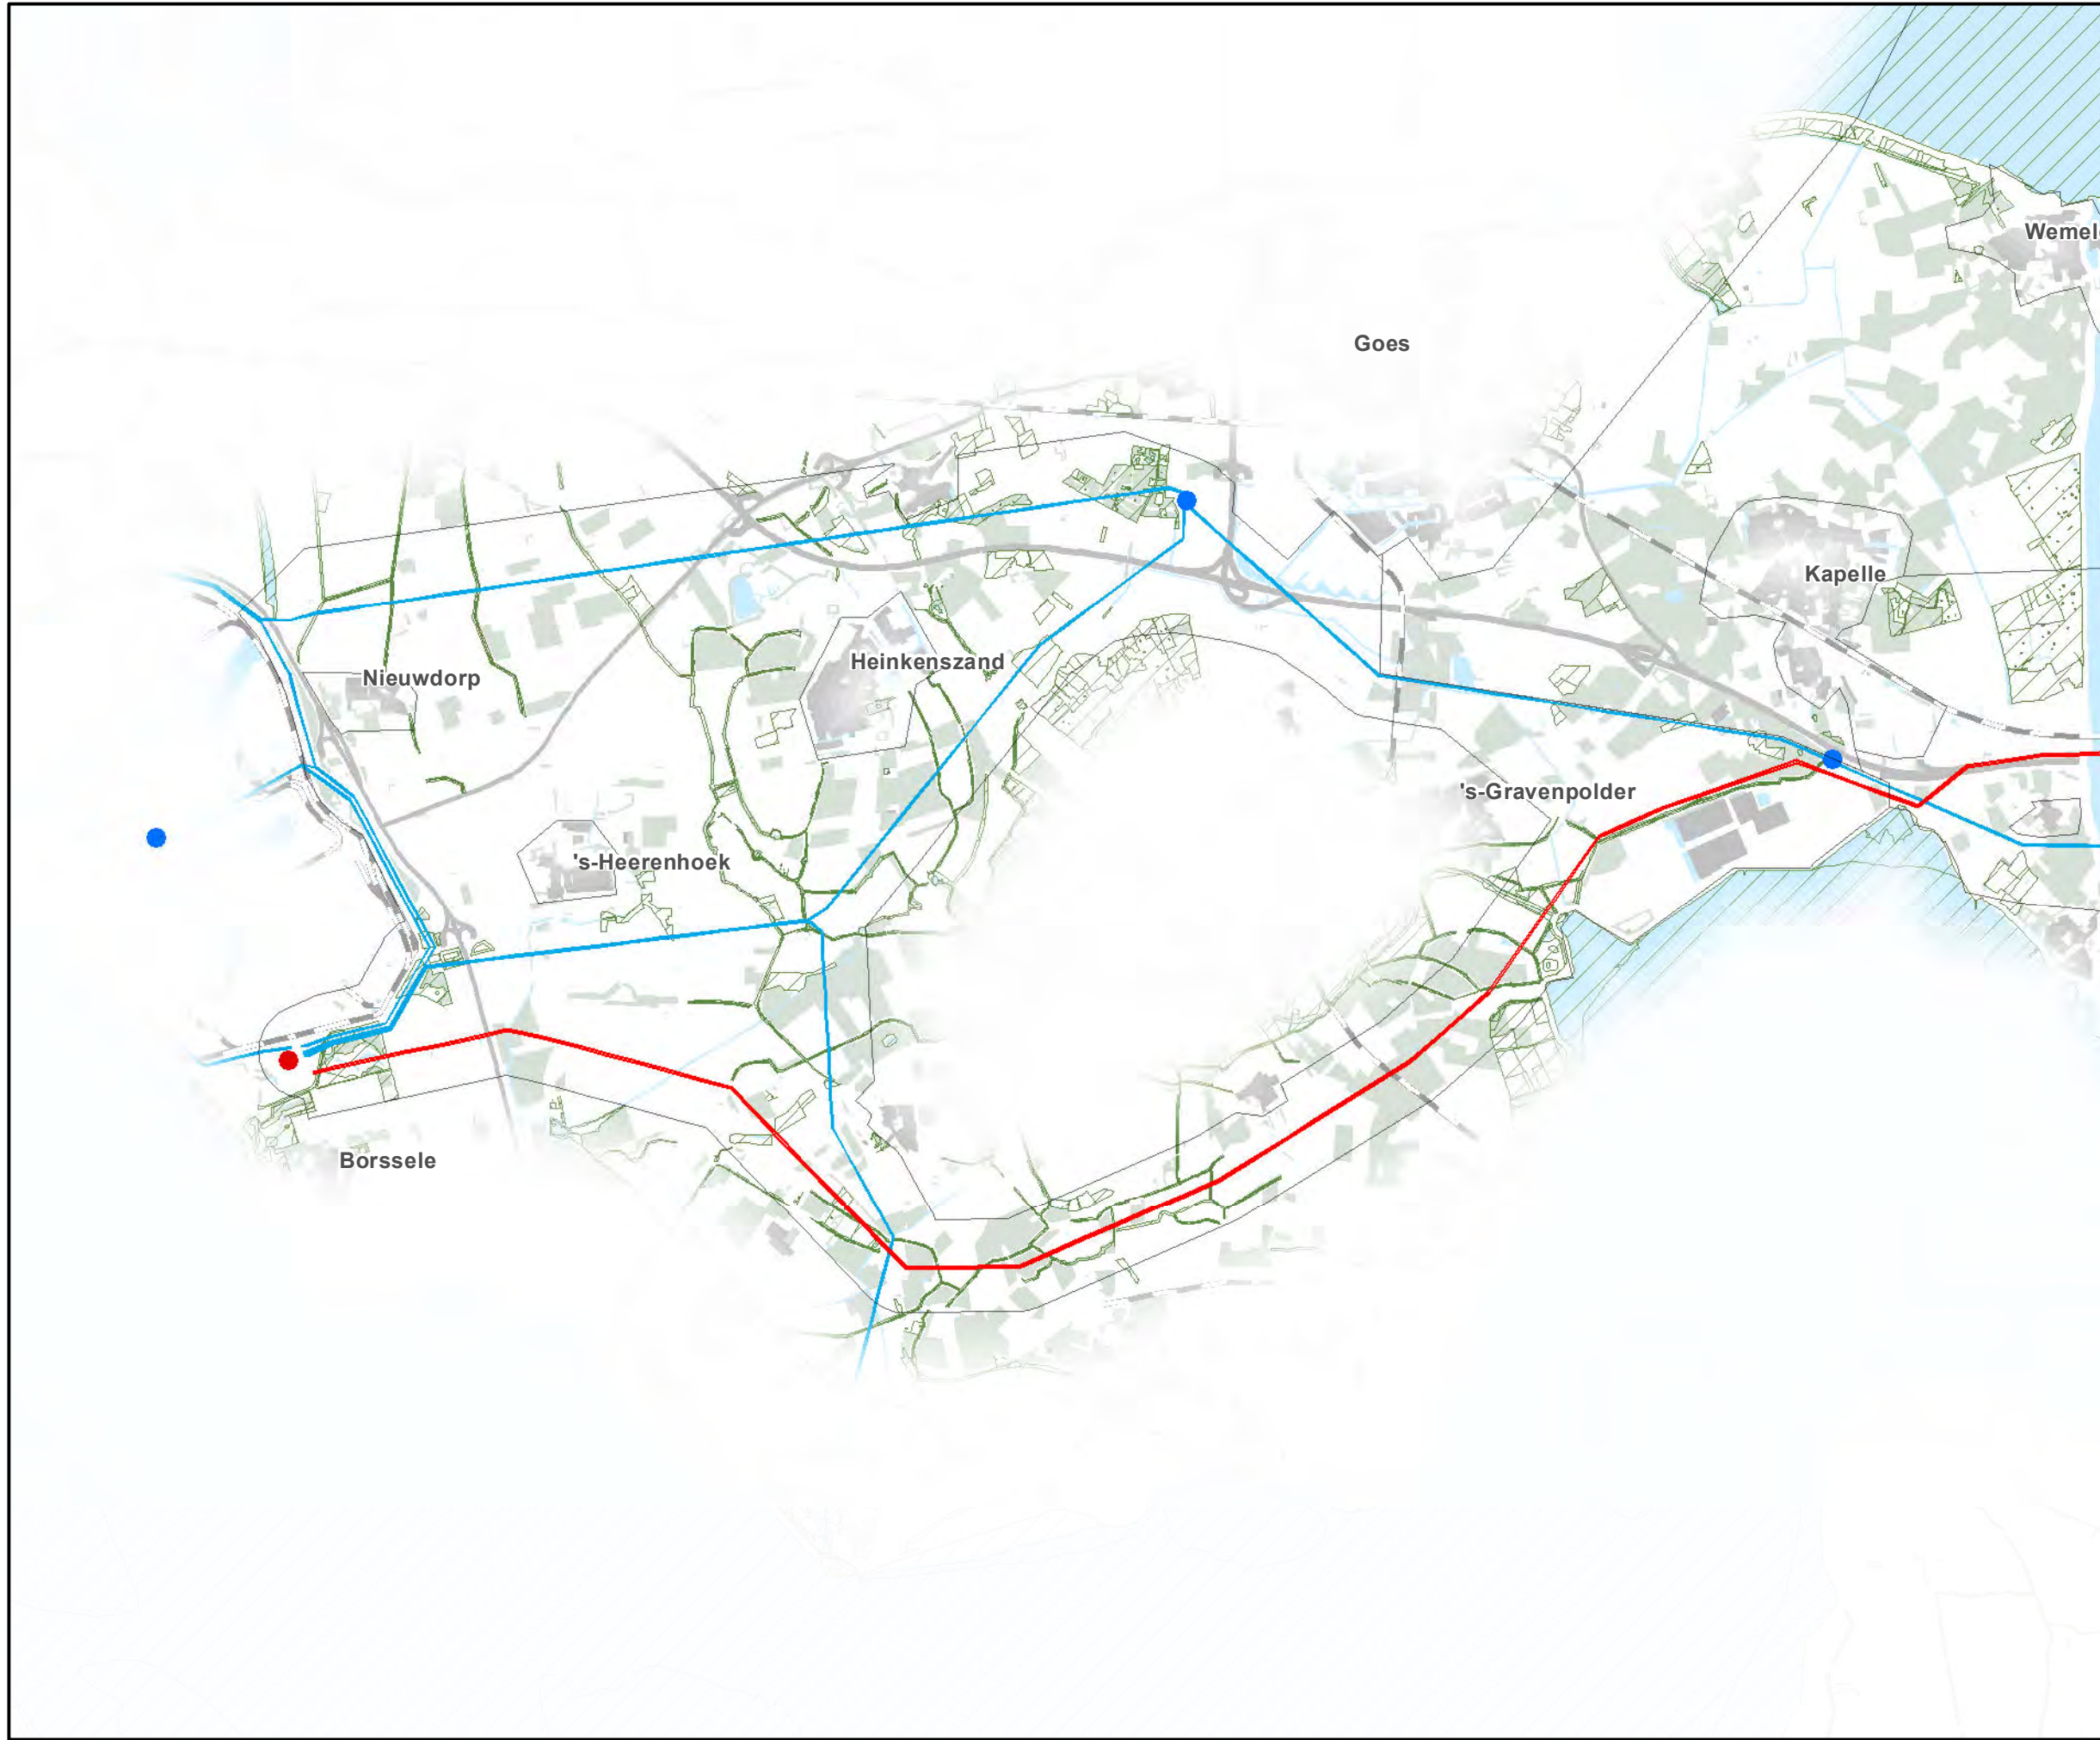 Wemel
Goes
Kapelle
Heinkenszand
Nieuwdorp
's-Gravenpolder
's-Heerenhoek
Borssele